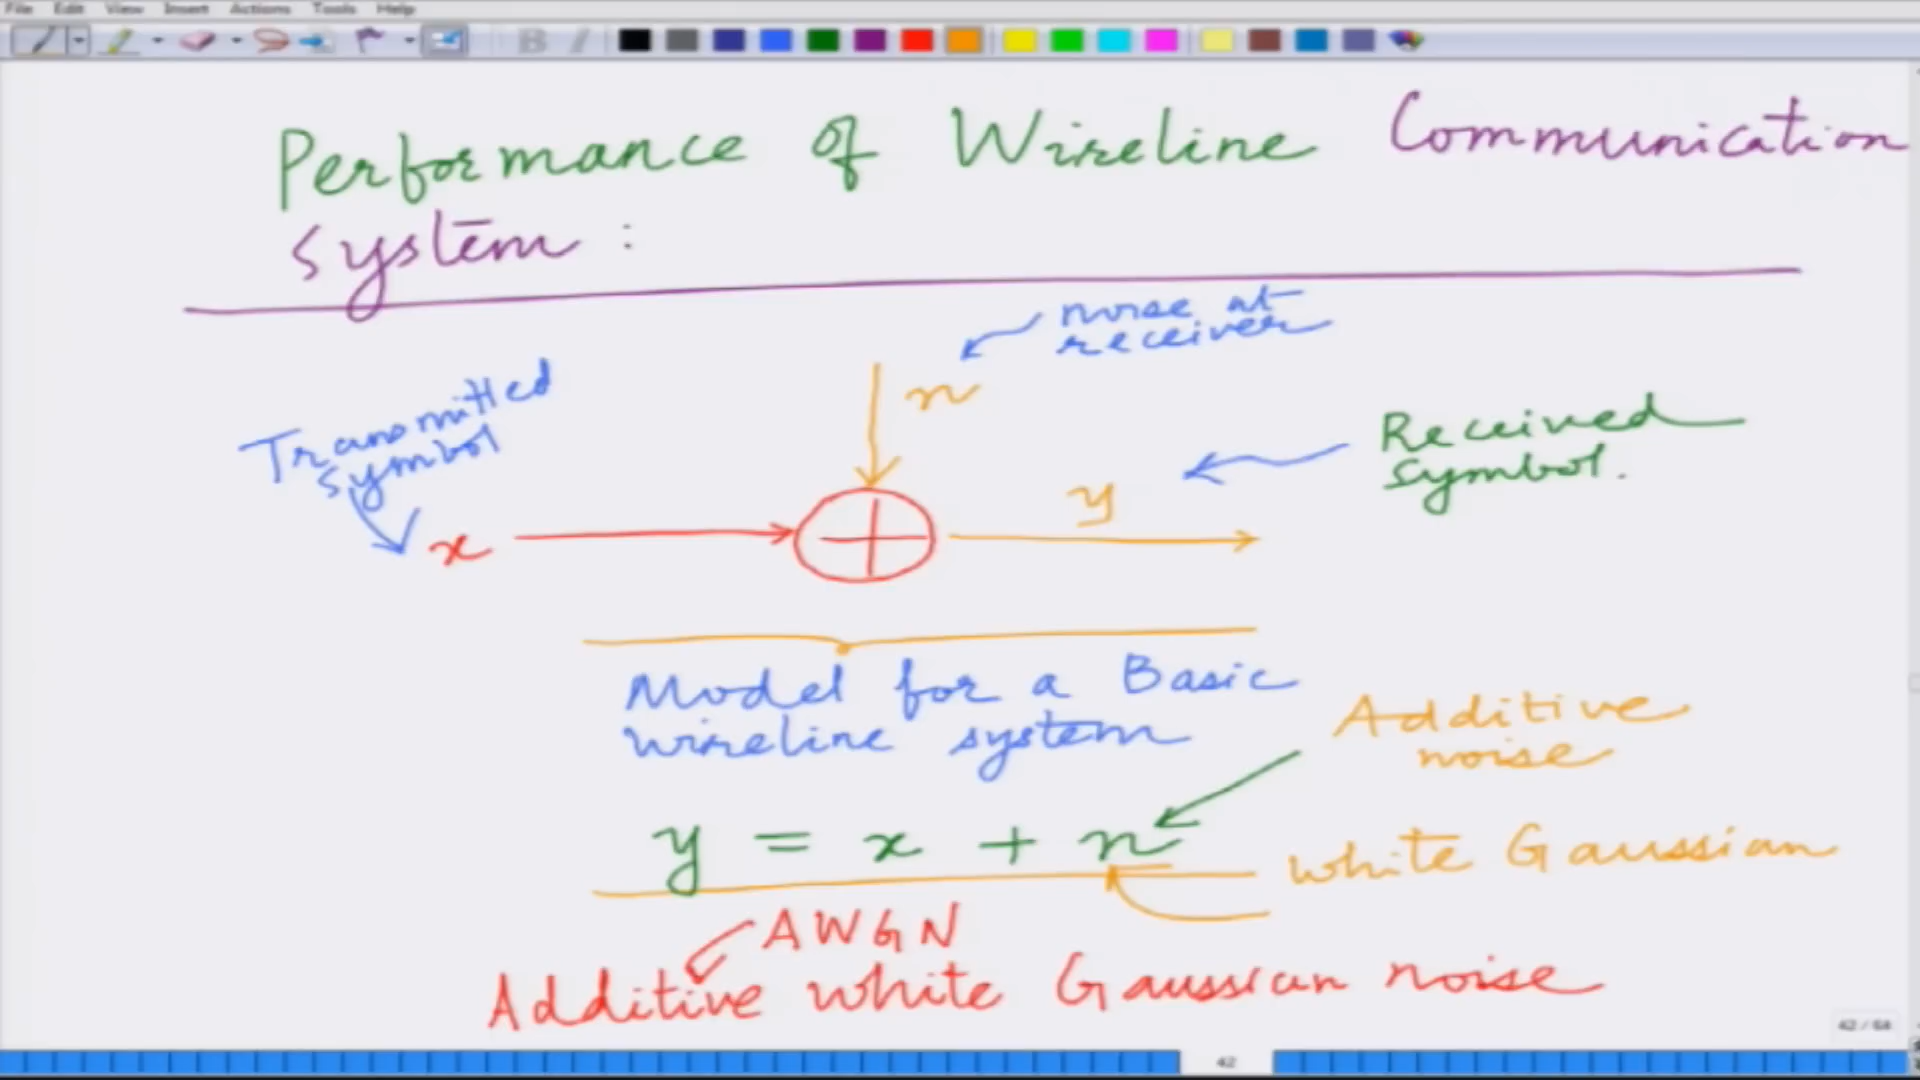 File Edit View Insert Actions Tools Help
Performance of Wireline Communication
System :
noise at
receiver
Transmitted
symbol
n
Received
symbol.
y
x
Model for a Basic
wireline system
Additive
noise
y = x + n
white Gaussian
AWGN
Additive white Gaussian noise
42 / 64
42